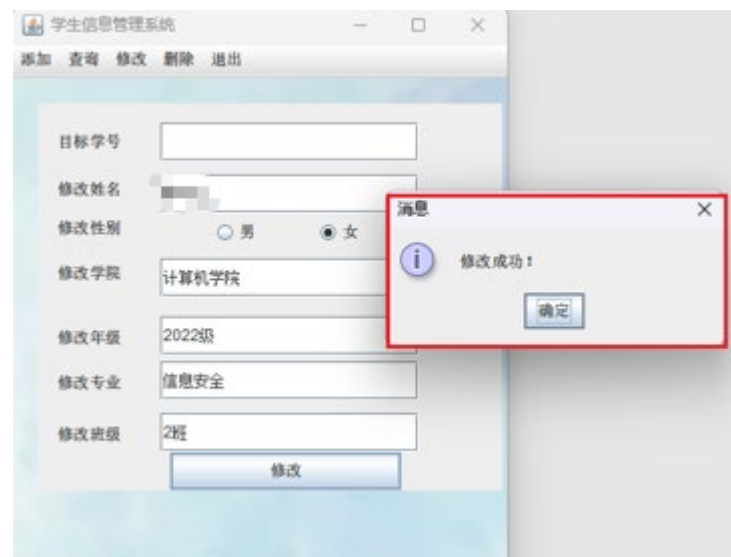 学生信息管理系统
添加 查询 修改 删除 退出
目标学号
修改姓名
修改性别 男 女
修改学院 计算机学院
修改年级 2022级
修改专业 信息安全
修改班级 2班
修改
消息
修改成功！
确定